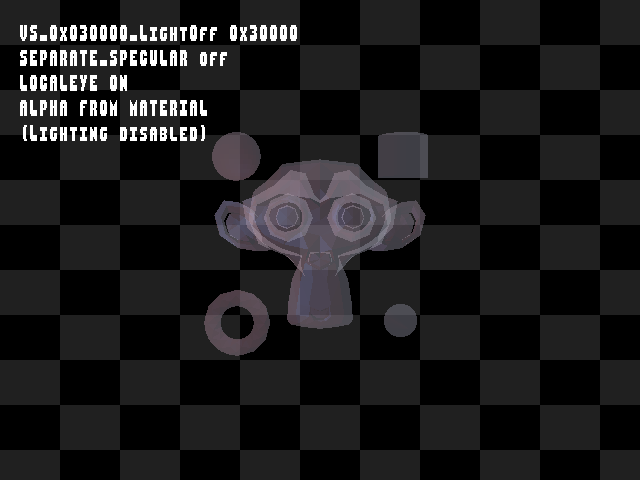 VS_0x030000_LightOff 0x30000
SEPARATE_SPECULAR off
LOCALEYE ON
ALPHA FROM MATERIAL
(Lighting disabled)